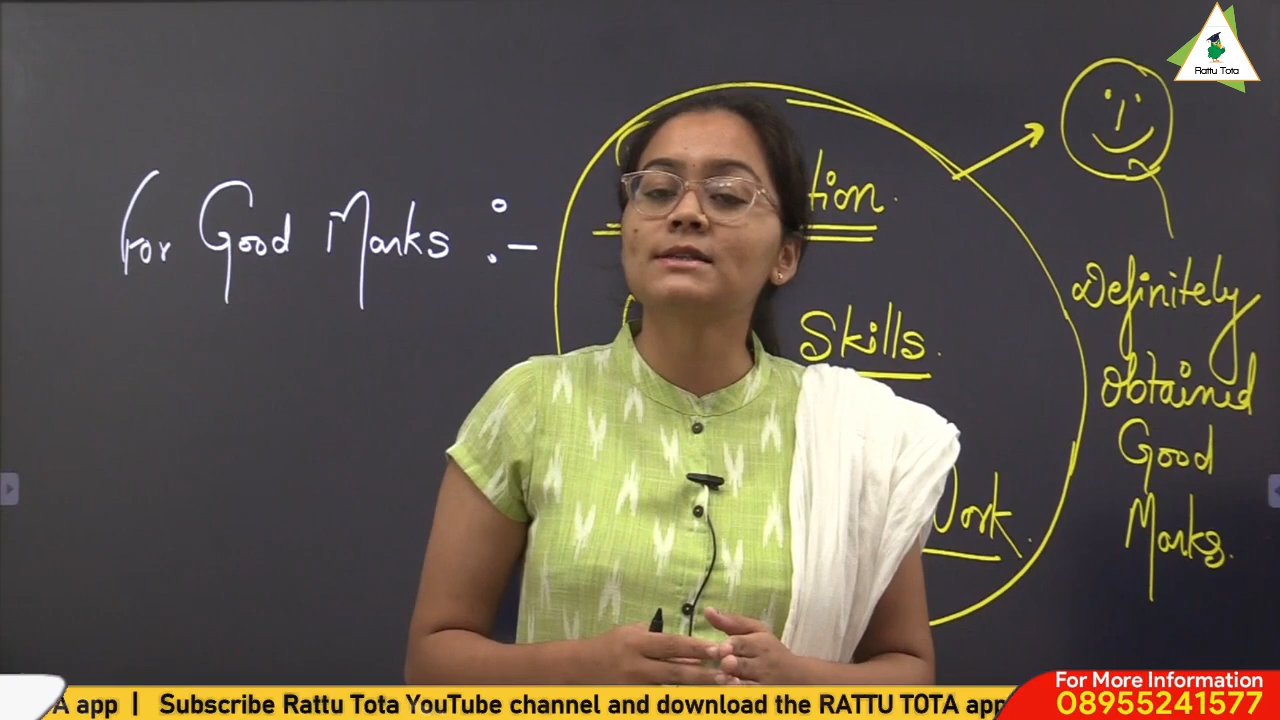 Rattu Tota
For Good Marks :-
tion.
Skills.
Work.
Definitely
Obtained
Good
Marks.
A app | Subscribe Rattu Tota YouTube channel and download the RATTU TOTA app
For More Information
08955241577